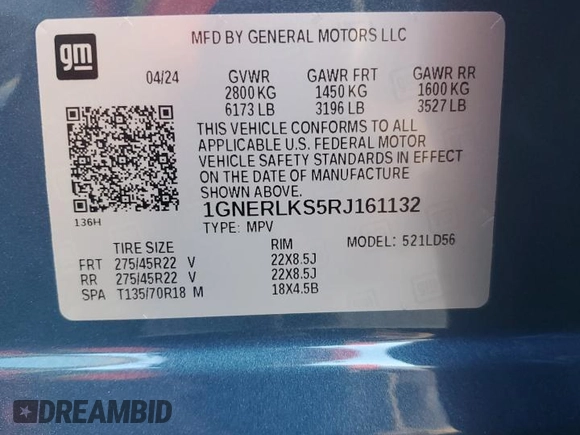 gm
MFD BY GENERAL MOTORS LLC
04/24 GVWR GAWR FRT GAWR RR
2800 KG 1450 KG 1600 KG
6173 LB 3196 LB 3527 LB
THIS VEHICLE CONFORMS TO ALL
APPLICABLE U.S. FEDERAL MOTOR
VEHICLE SAFETY STANDARDS IN EFFECT
ON THE DATE OF MANUFACTURE
136H
1GNERLKS5RJ161132
TYPE: MPV MODEL: 521LD56
TIRE SIZE RIM
FRT 275/45R22 V 22X8.5J
RR 275/45R22 V 22X8.5J
SPA T135/70R18 M 18X4.5B
DREAMBID